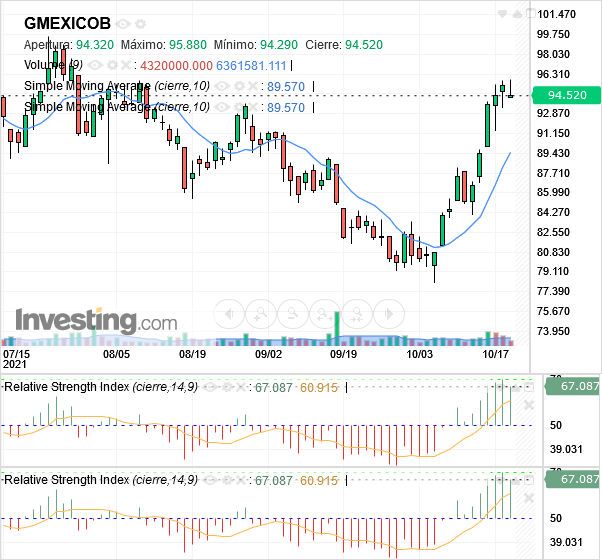 GMEXICOB
Apertura: 94.320 Máximo: 95.880 Mínimo: 94.290 Cierre: 94.520
Volume (9) : 4320000.000 6361581.111
Simple Moving Average (cierre,10) : 89.570
Simple Moving Average (cierre,10) : 89.570
101.470
99.750
98.030
96.310
94.520
92.870
91.150
89.430
87.710
85.990
84.270
82.550
80.830
79.110
77.390
75.670
73.950
Investing.com
07/15 08/05 08/19 09/02 09/19 10/03 10/17
2021
Relative Strength Index (cierre,14,9) : 67.087 60.915
70
67.087
50
39.031
Relative Strength Index (cierre,14,9) : 67.087 60.915
70
67.087
50
39.031